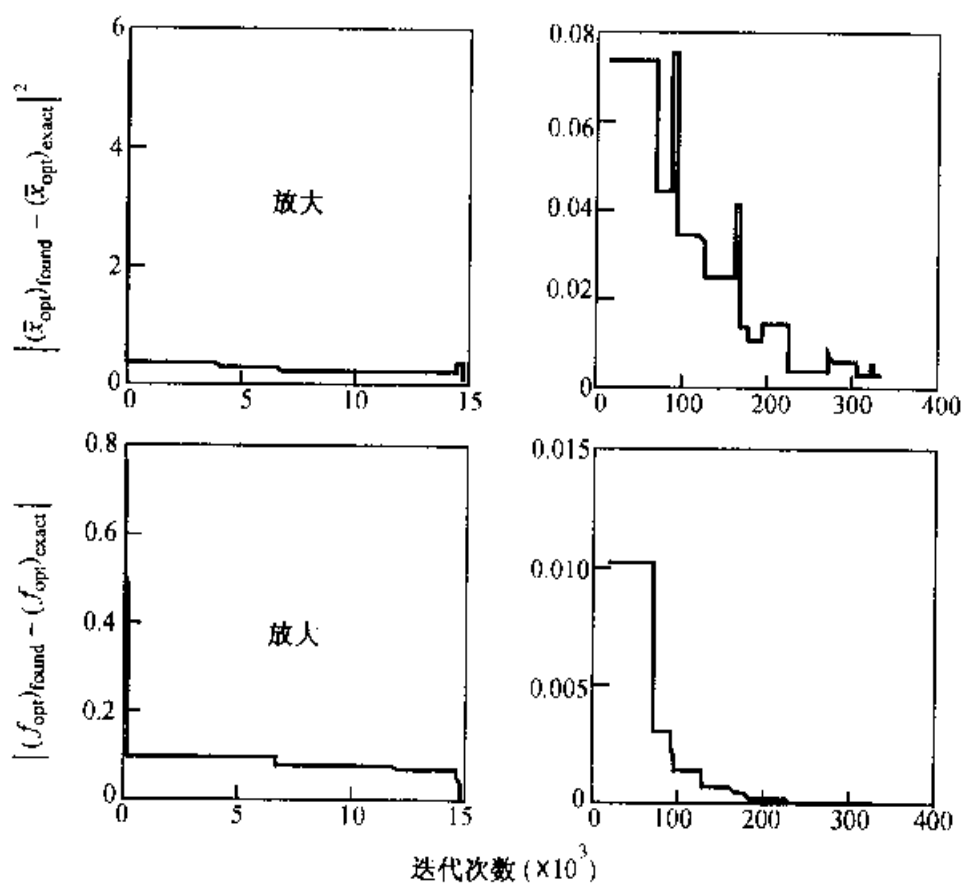 |(x̄opt)found − (x̄opt)exact|²
6
4
2
0
放大
0 5 10 15
0.08
0.06
0.04
0.02
0
0 100 200 300 400
|(fopt)found − (fopt)exact|
0.8
0.6
0.4
0.2
0
放大
0 5 10 15
0.015
0.010
0.005
0
0 100 200 300 400
迭代次数 (×10³)